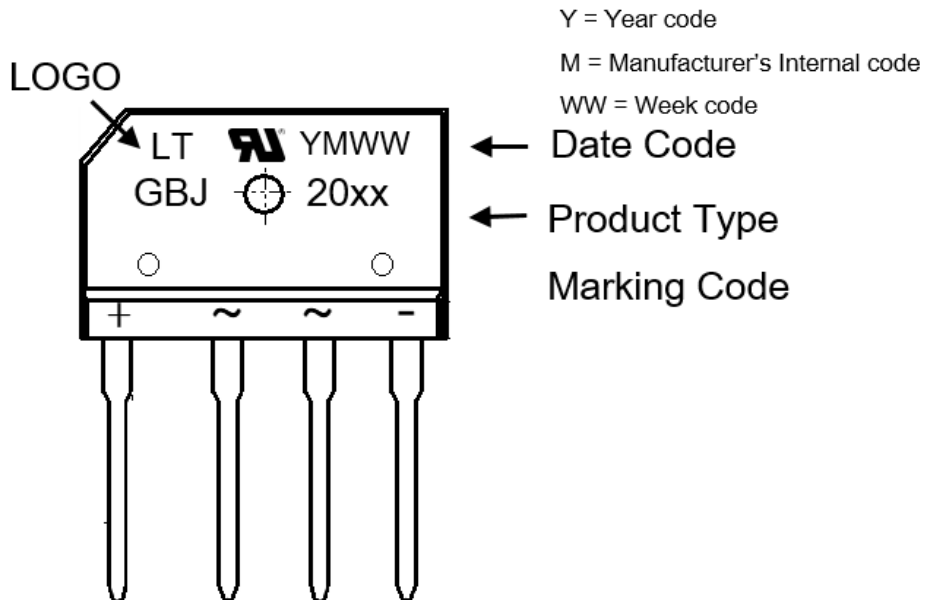 Y = Year code
M = Manufacturer's Internal code
WW = Week code
LOGO
LT RU YMWW
Date Code
GBJ 20xx
Product Type
Marking Code
+ ~ ~ -